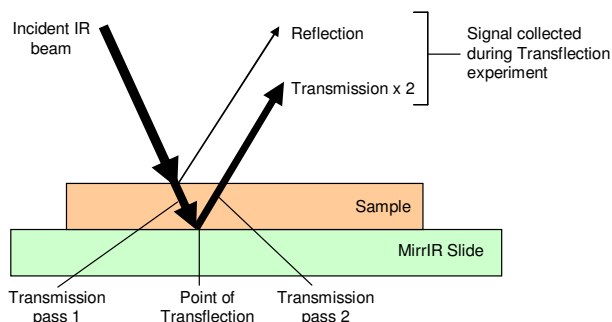 Incident IR
beam
Reflection
Transmission x 2
Signal collected
during Transflection
experiment
Sample
MirrIR Slide
Transmission
pass 1
Point of
Transflection
Transmission
pass 2